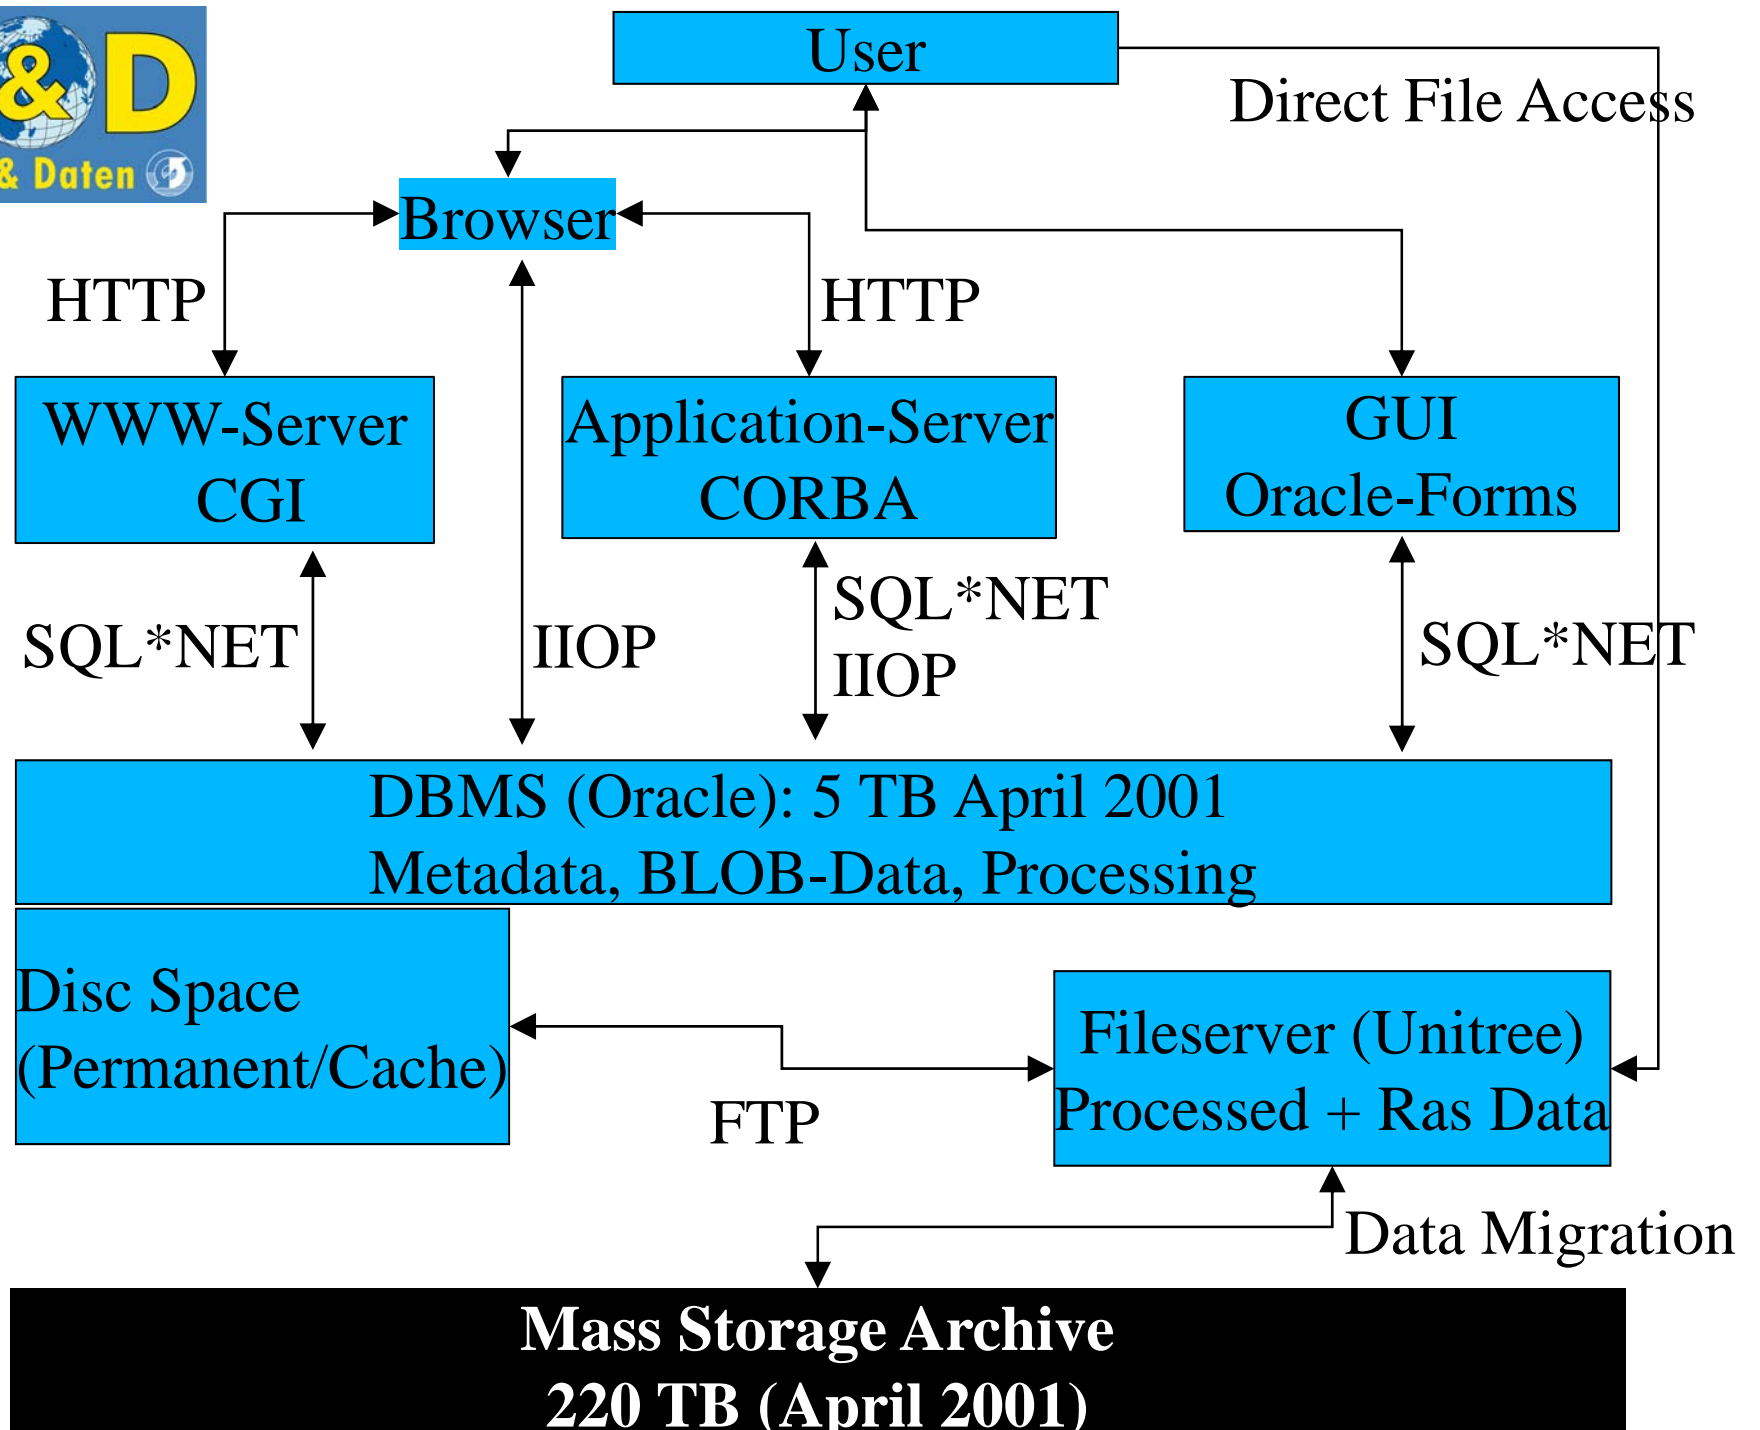 &D
& Daten
User
Direct File Access
Browser
HTTP
HTTP
WWW-Server
CGI
Application-Server
CORBA
GUI
Oracle-Forms
SQL*NET
IIOP
SQL*NET
IIOP
SQL*NET
DBMS (Oracle): 5 TB April 2001
Metadata, BLOB-Data, Processing
Disc Space
(Permanent/Cache)
Fileserver (Unitree)
Processed + Ras Data
FTP
Data Migration
Mass Storage Archive
220 TB (April 2001)